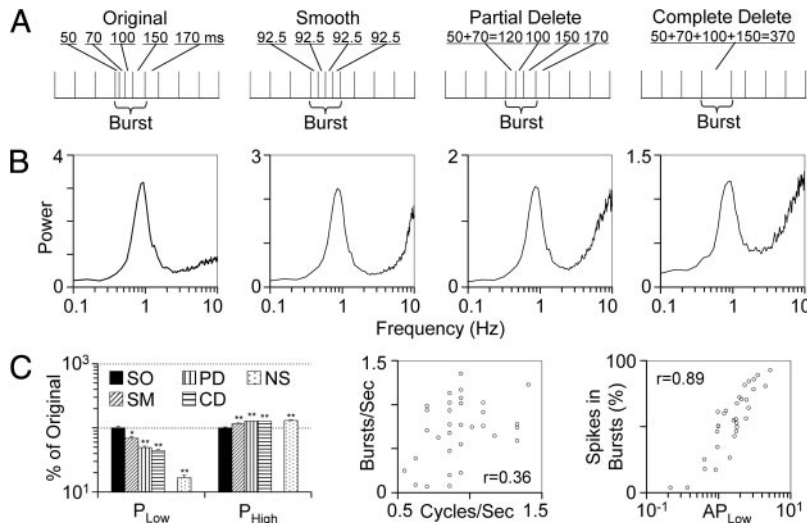 A
Original
50 70 100 150 170 ms
Burst
Smooth
92.5 92.5 92.5 92.5
Burst
Partial Delete
50+70=120 100 150 170
Burst
Complete Delete
50+70+100+150=370
Burst
B
Power
4
0
0.1 1 10
3
0
0.1 1 10
2
0
0.1 1 10
1.5
0
0.1 1 10
Frequency (Hz)
C
% of Original
10³
10¹
SO PD NS
SM CD
* ** ** **
** ** ** **
P Low P High
Bursts/Sec
1.5
0
r=0.36
0.5 1.5
Cycles/Sec
Spikes in
Bursts (%)
100
0
r=0.89
10⁻¹ 10¹
AP Low